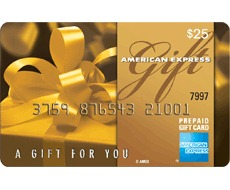 $25
AMERICAN EXPRESS
Gift
7997
3759 876543 21001
PREPAID
GIFT CARD
A GIFT FOR YOU
AMERICAN
EXPRESS